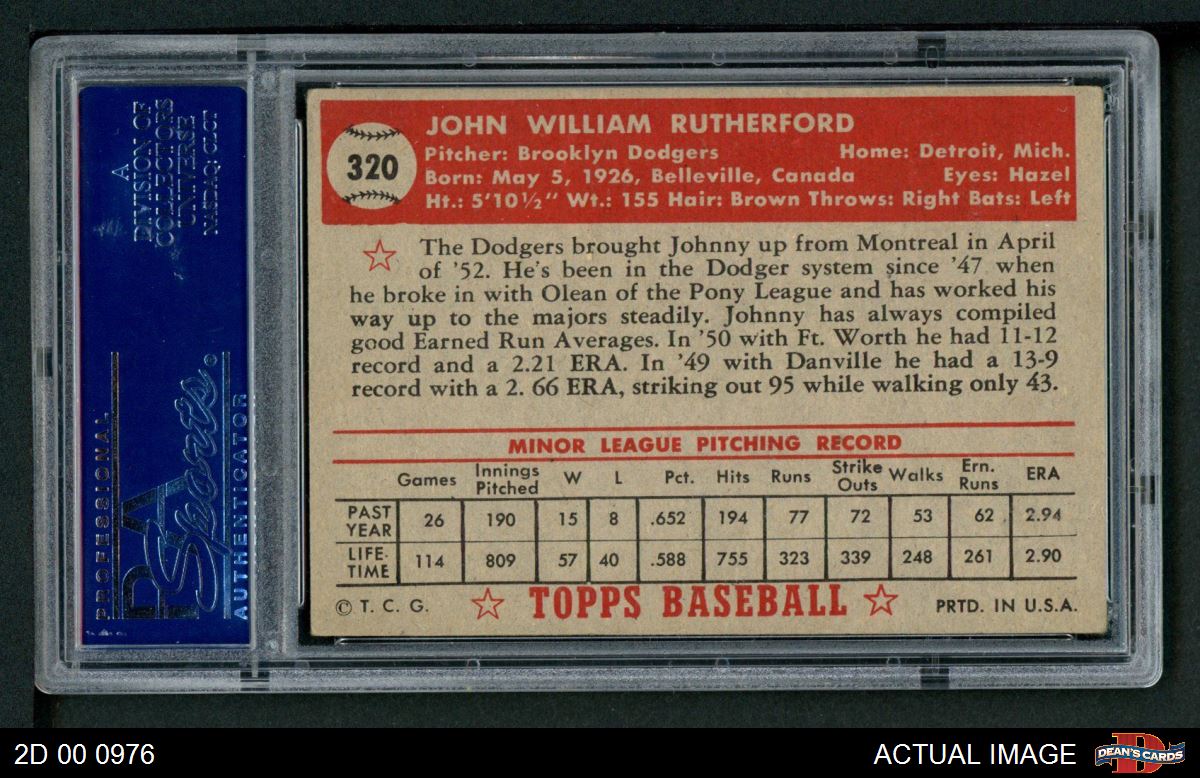 A
DIVISION OF
COLLECTORS
UNIVERSE
NASDAQ: CLCT
PROFESSIONAL
PSA
Sports
®
AUTHENTICATOR
320
JOHN WILLIAM RUTHERFORD
Pitcher: Brooklyn Dodgers Home: Detroit, Mich.
Born: May 5, 1926, Belleville, Canada Eyes: Hazel
Ht.: 5'10½" Wt.: 155 Hair: Brown Throws: Right Bats: Left
The Dodgers brought Johnny up from Montreal in April
of '52. He's been in the Dodger system since '47 when
he broke in with Olean of the Pony League and has worked his
way up to the majors steadily. Johnny has always compiled
good Earned Run Averages. In '50 with Ft. Worth he had 11-12
record and a 2.21 ERA. In '49 with Danville he had a 13-9
record with a 2. 66 ERA, striking out 95 while walking only 43.
MINOR LEAGUE PITCHING RECORD
Games Innings Pitched W L Pct. Hits Runs Strike Outs Walks Ern. Runs ERA
PAST YEAR 26 190 15 8 .652 194 77 72 53 62 2.94
LIFE-TIME 114 809 57 40 .588 755 323 339 248 261 2.90
© T. C. G. TOPPS BASEBALL PRTD. IN U.S.A.
2D 00 0976 ACTUAL IMAGE DEAN'S CARDS